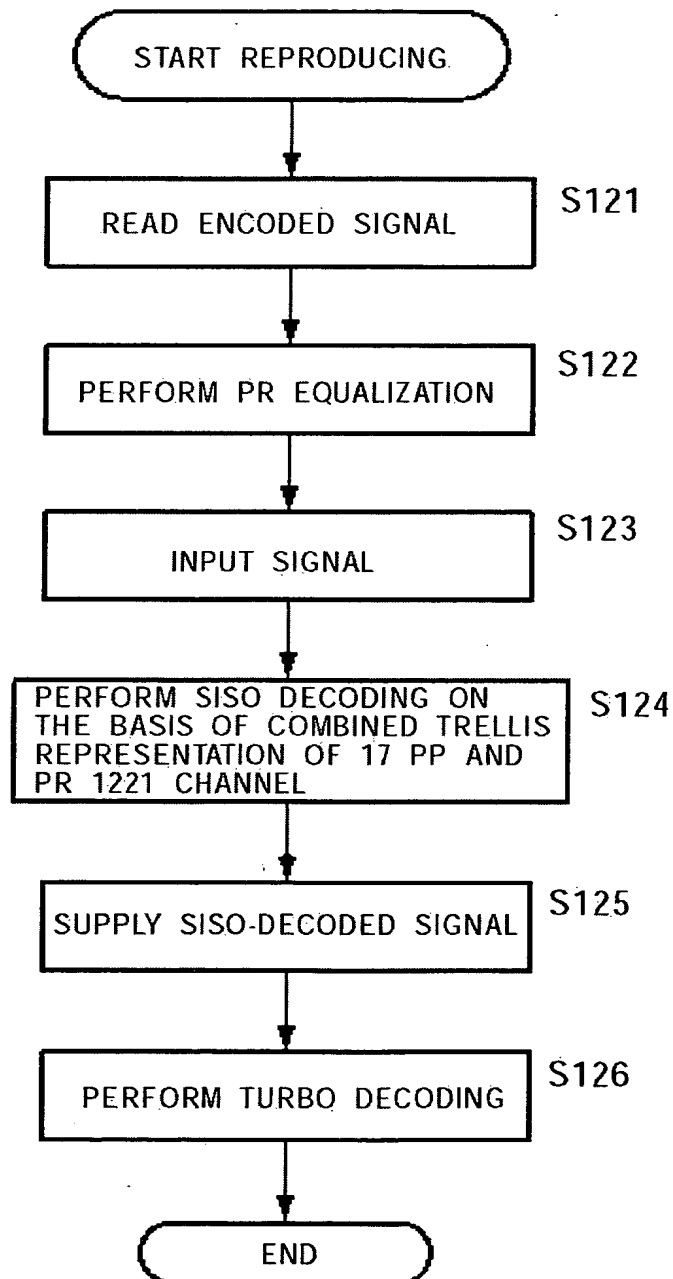 START REPRODUCING
READ ENCODED SIGNAL
S121
PERFORM PR EQUALIZATION
S122
INPUT SIGNAL
S123
PERFORM SISO DECODING ON
THE BASIS OF COMBINED TRELLIS
REPRESENTATION OF 17 PP AND
PR 1221 CHANNEL
S124
SUPPLY SISO-DECODED SIGNAL
S125
PERFORM TURBO DECODING
S126
END